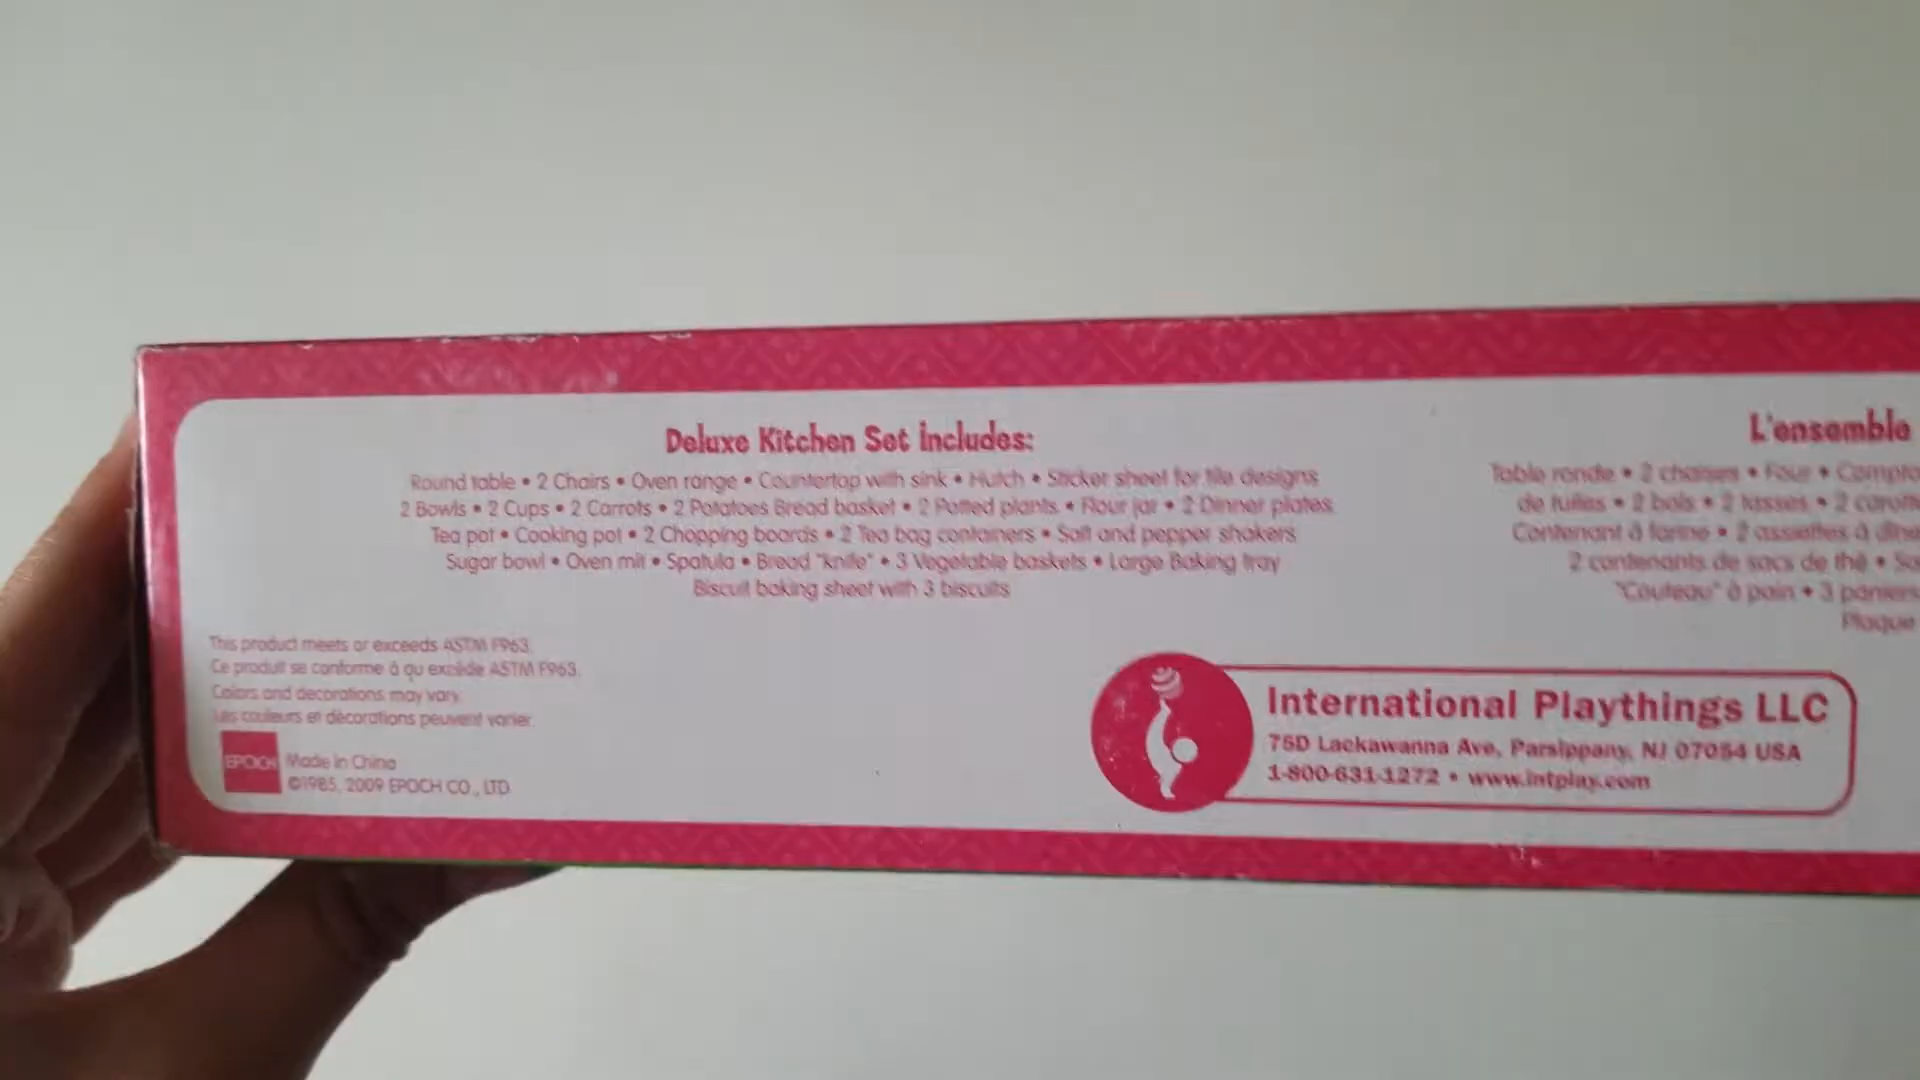 Deluxe Kitchen Set includes:
Round table • 2 Chairs • Oven range • Countertop with sink • Hutch • Sticker sheet for tile designs
2 Bowls • 2 Cups • 2 Carrots • 2 Potatoes Bread basket • 2 Potted plants • Flour jar • 2 Dinner plates
Tea pot • Cooking pot • 2 Chopping boards • 2 Tea bag containers • Salt and pepper shakers
Sugar bowl • Oven mit • Spatula • Bread "knife" • 3 Vegetable baskets • Large Baking tray
Biscuit baking sheet with 3 biscuits
L'ensemble
Table ronde • 2 chaises • Four •
de tuiles • 2 bols • 2 tasses • 2
Contenant à farine • 2 assiettes à
2 contenants de sacs de thé •
"Couteau" à pain • 3 paniers
Plaque
This product meets or exceeds ASTM F963.
Ce produit se conforme à qu excède ASTM F963.
Colors and decorations may vary.
Les couleurs et décorations peuvent varier.
EPOCH
Made in China
©1985, 2009 EPOCH CO., LTD
International Playthings LLC
75D Lackawanna Ave, Parsippany, NJ 07054 USA
1-800-631-1272 • www.intplay.com